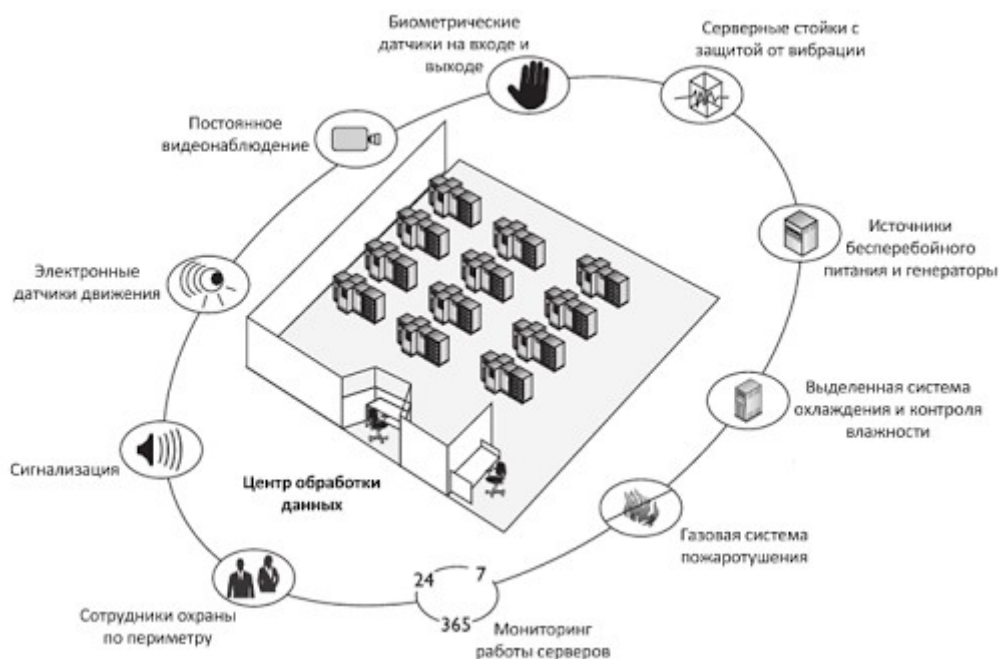 Биометрические
датчики на входе и
выходе
Серверные стойки с
защитой от вибрации
Постоянное
видеонаблюдение
Источники
бесперебойного
питания и генераторы
Электронные
датчики движения
Выделенная система
охлаждения и контроля
влажности
Сигнализация
Центр обработки
данных
Газовая система
пожаротушения
24 7
365
Сотрудники охраны
по периметру
Мониторинг
работы серверов